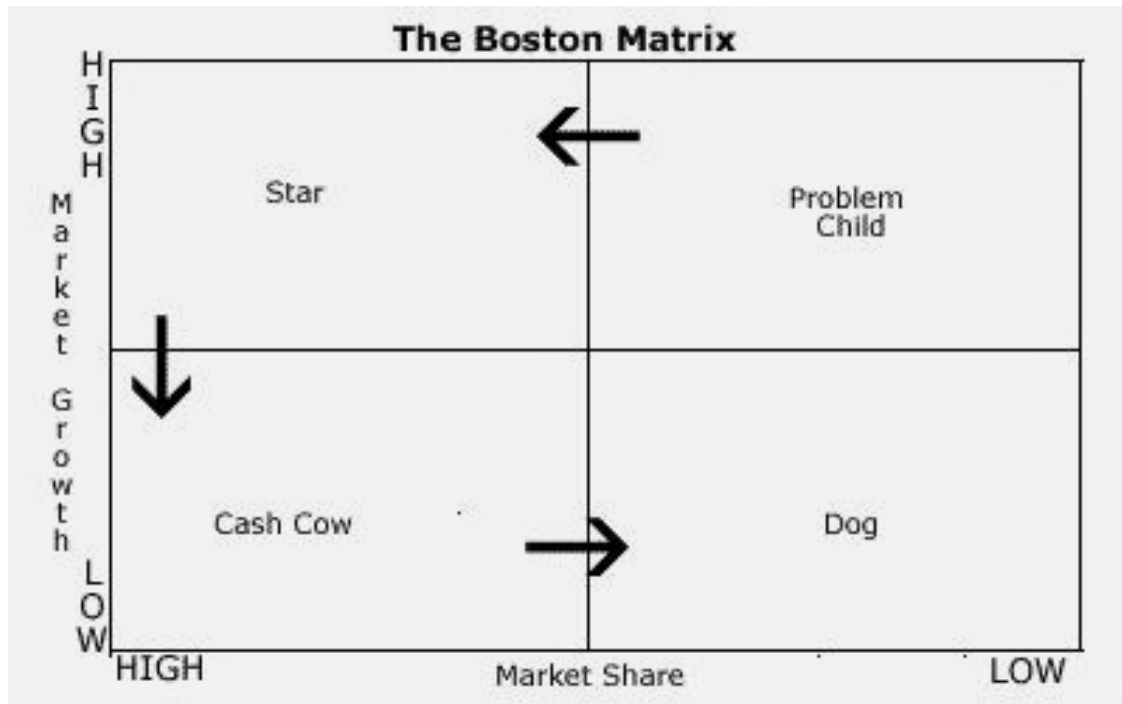 The Boston Matrix
HIGH
Market Growth
LOW
Star
Problem
Child
Cash Cow
Dog
HIGH
Market Share
LOW